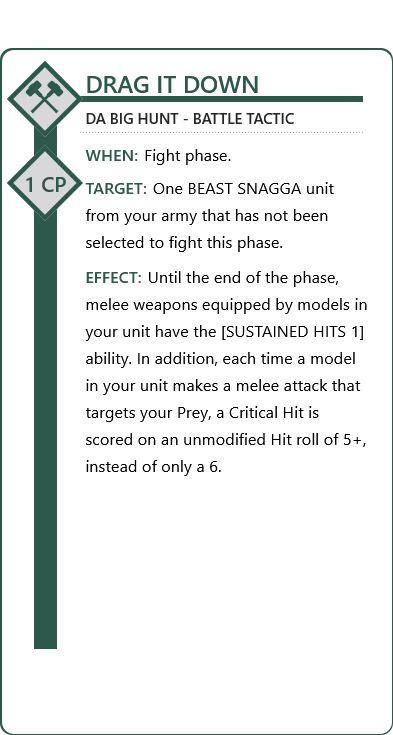 DRAG IT DOWN
DA BIG HUNT - BATTLE TACTIC
WHEN: Fight phase.
1 CP
TARGET: One BEAST SNAGGA unit
from your army that has not been
selected to fight this phase.
EFFECT: Until the end of the phase,
melee weapons equipped by models in
your unit have the [SUSTAINED HITS 1]
ability. In addition, each time a model
in your unit makes a melee attack that
targets your Prey, a Critical Hit is
scored on an unmodified Hit roll of 5+,
instead of only a 6.